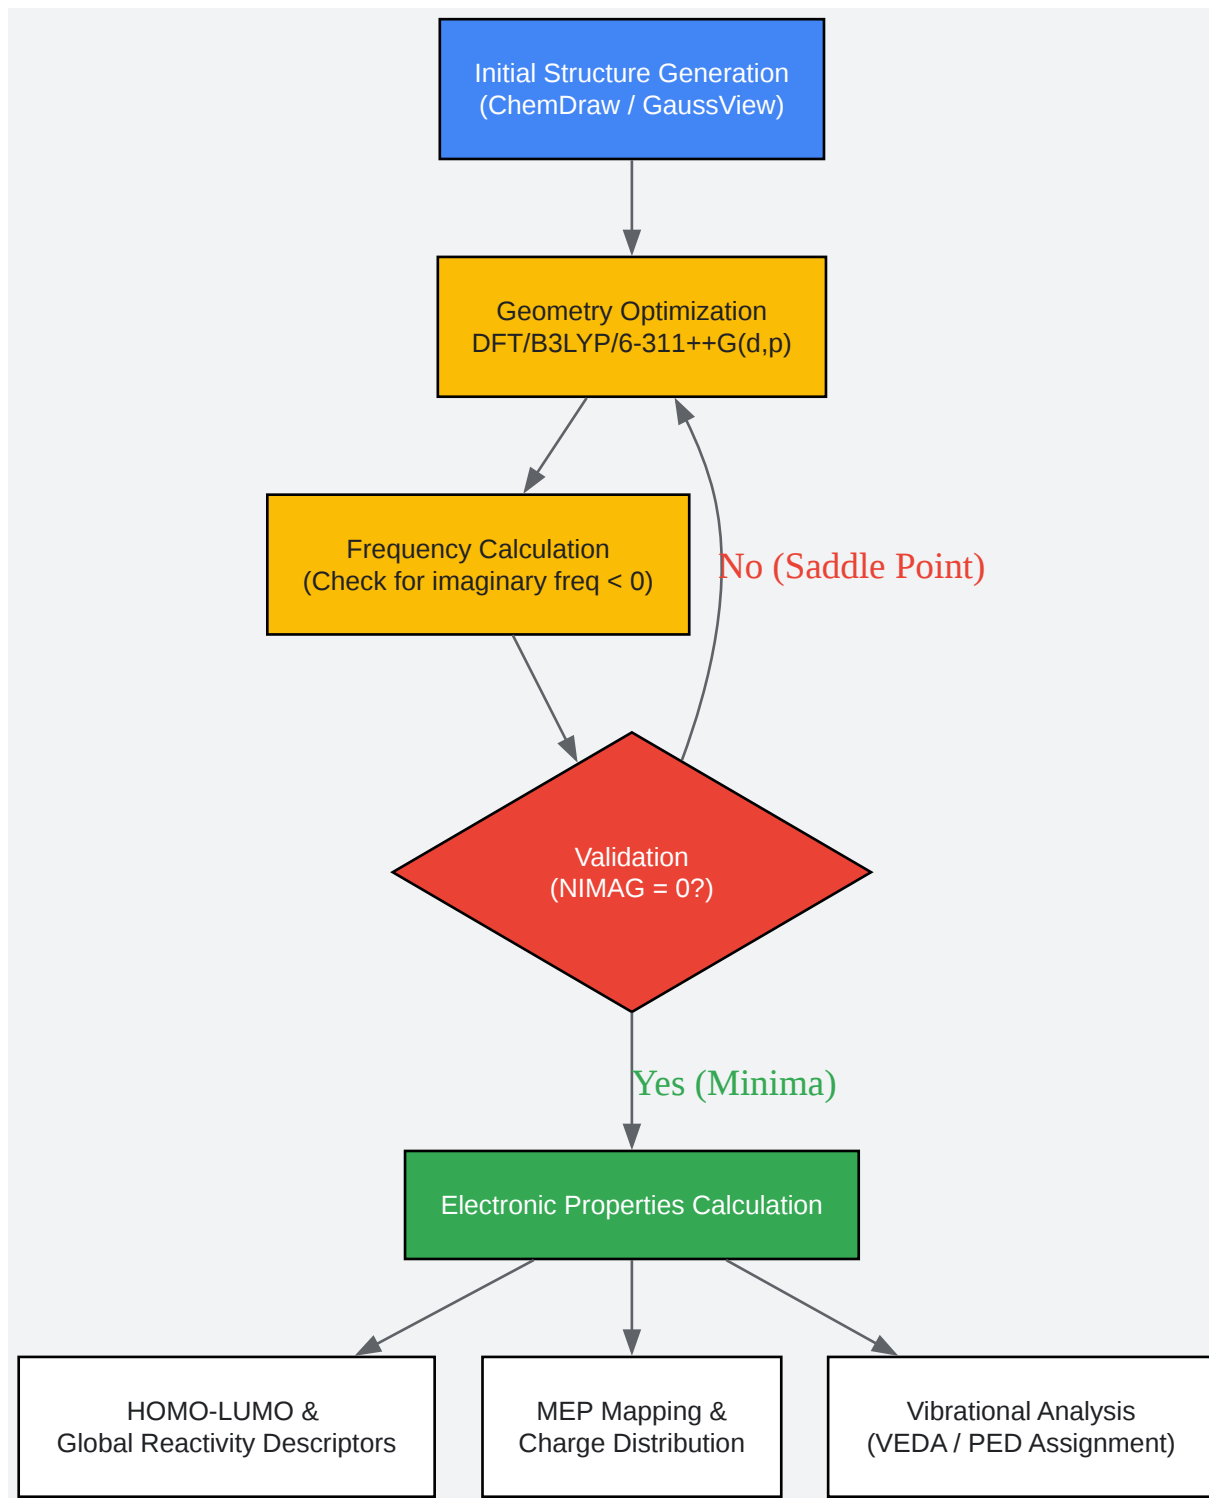 Initial Structure Generation
(ChemDraw / GaussView)
Geometry Optimization
DFT/B3LYP/6-311++G(d,p)
Frequency Calculation
(Check for imaginary freq < 0)
No (Saddle Point)
Validation
(NIMAG = 0?)
Yes (Minima)
Electronic Properties Calculation
HOMO-LUMO &
Global Reactivity Descriptors
MEP Mapping &
Charge Distribution
Vibrational Analysis
(VEDA / PED Assignment)